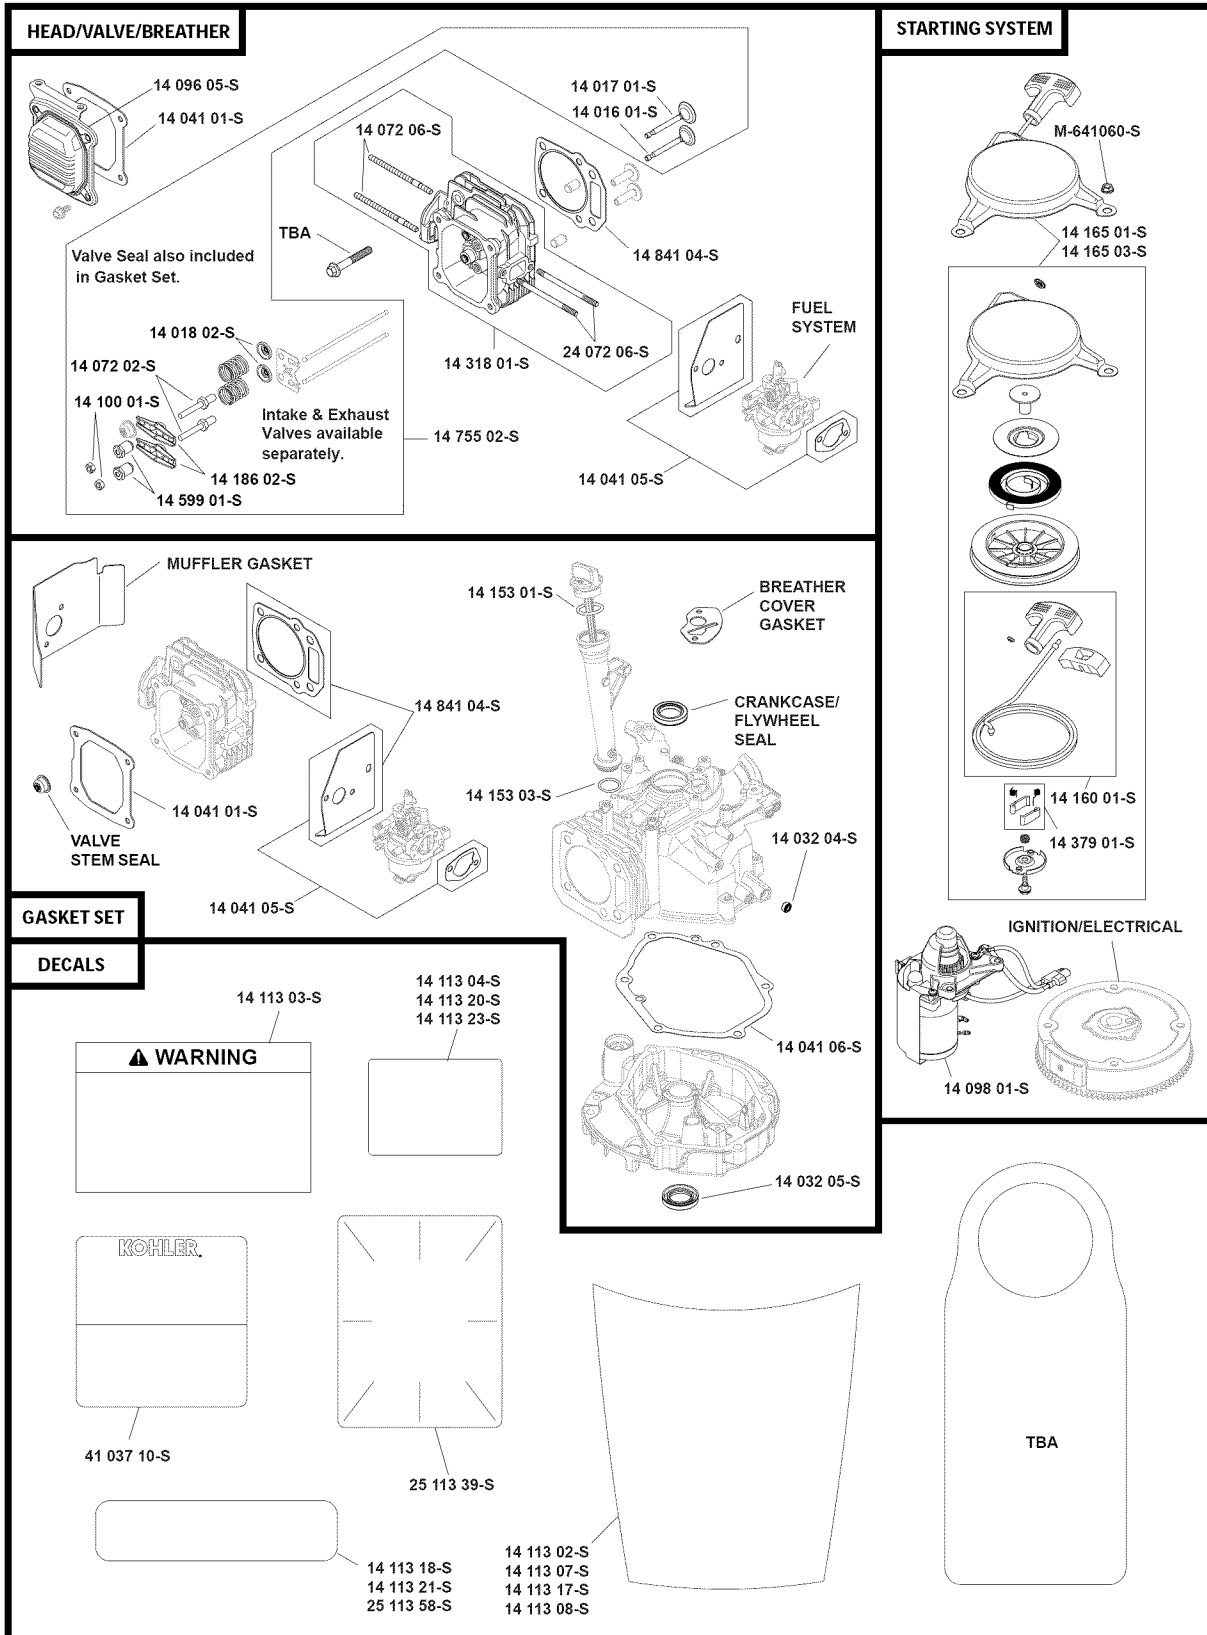 HEAD/VALVE/BREATHER
14 096 05-S
14 041 01-S
14 017 01-S
14 016 01-S
14 072 06-S
TBA
14 841 04-S
Valve Seal also included
in Gasket Set.
14 018 02-S
14 072 02-S
14 100 01-S
Intake & Exhaust
Valves available
separately.
14 186 02-S
14 599 01-S
14 755 02-S
14 318 01-S
24 072 06-S
FUEL
SYSTEM
14 041 05-S
STARTING SYSTEM
M-641060-S
14 165 01-S
14 165 03-S
14 160 01-S
14 379 01-S
IGNITION/ELECTRICAL
14 098 01-S
MUFFLER GASKET
14 153 01-S
BREATHER
COVER
GASKET
14 841 04-S
CRANKCASE/
FLYWHEEL
SEAL
14 041 01-S
14 153 03-S
VALVE
STEM SEAL
14 032 04-S
14 041 05-S
GASKET SET
14 041 06-S
14 032 05-S
DECALS
14 113 03-S
14 113 04-S
14 113 20-S
14 113 23-S
WARNING
KOHLER.
41 037 10-S
25 113 39-S
14 113 18-S
14 113 21-S
25 113 58-S
14 113 02-S
14 113 07-S
14 113 17-S
14 113 08-S
TBA